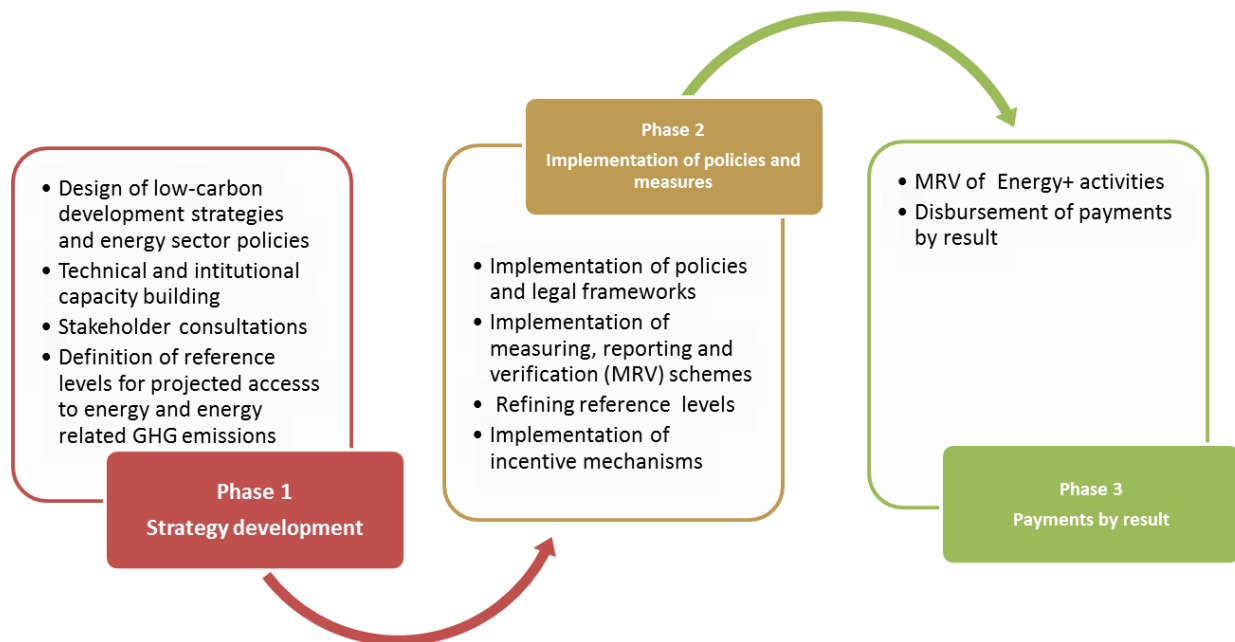 • Design of low-carbon
development strategies
and energy sector policies
• Technical and intitutional
capacity building
• Stakeholder consultations
• Definition of reference
levels for projected accesss
to energy and energy
related GHG emissions
Phase 1
Strategy development
Phase 2
Implementation of policies and
measures
• Implementation of policies
and legal frameworks
• Implementation of
measuring, reporting and
verification (MRV) schemes
• Refining reference levels
• Implementation of
incentive mechanisms
• MRV of Energy+ activities
• Disbursement of payments
by result
Phase 3
Payments by result